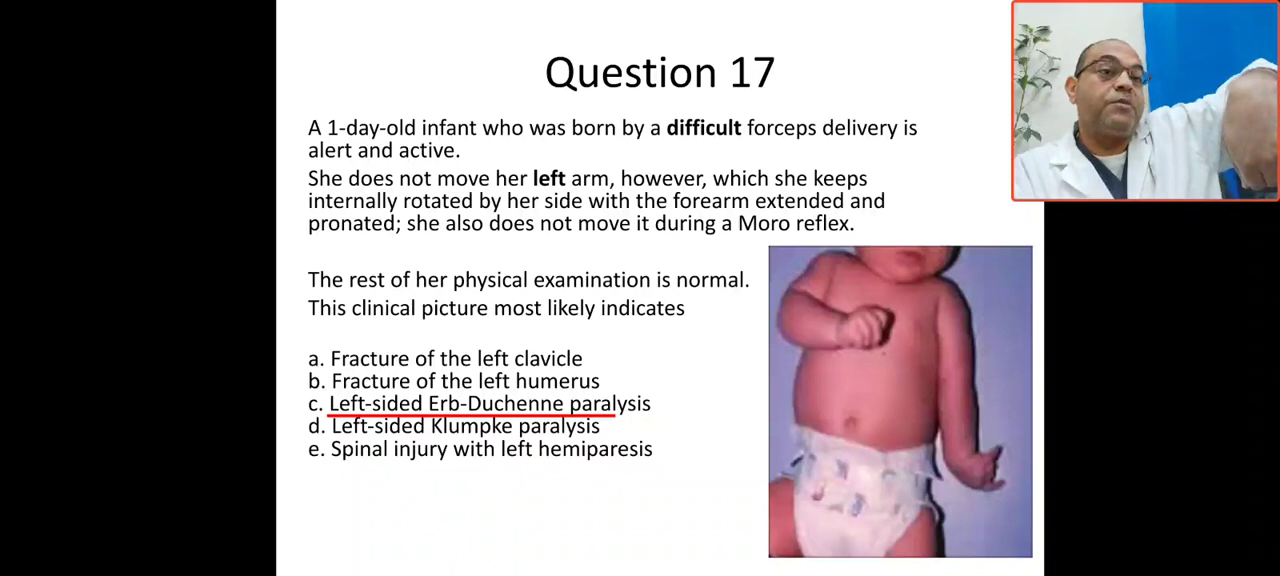 Question 17
A 1-day-old infant who was born by a difficult forceps delivery is
alert and active.
She does not move her left arm, however, which she keeps
internally rotated by her side with the forearm extended and
pronated; she also does not move it during a Moro reflex.
The rest of her physical examination is normal.
This clinical picture most likely indicates
a. Fracture of the left clavicle
b. Fracture of the left humerus
c. Left-sided Erb-Duchenne paralysis
d. Left-sided Klumpke paralysis
e. Spinal injury with left hemiparesis